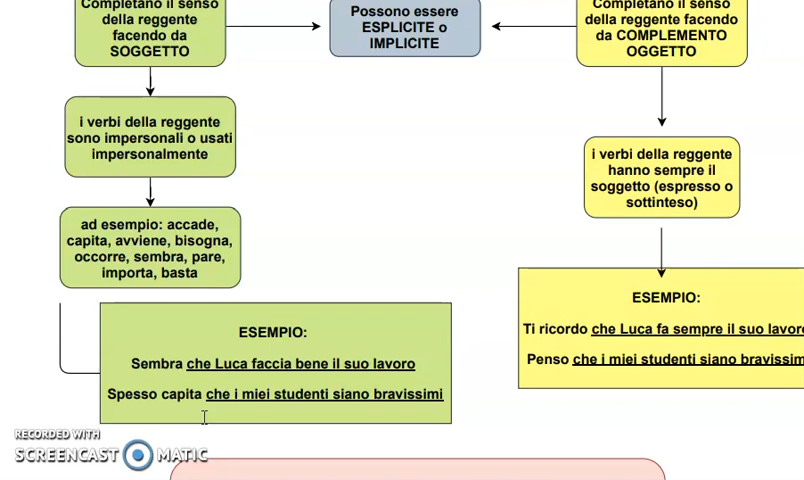 Completano il senso
della reggente
facendo da
SOGGETTO
Possono essere
ESPLICITE o
IMPLICITE
Completano il senso
della reggente facendo
da COMPLEMENTO
OGGETTO
i verbi della reggente
sono impersonali o usati
impersonalmente
i verbi della reggente
hanno sempre il
soggetto (espresso o
sottinteso)
ad esempio: accade,
capita, avviene, bisogna,
occorre, sembra, pare,
importa, basta
ESEMPIO:
Sembra che Luca faccia bene il suo lavoro
Spesso capita che i miei studenti siano bravissimi
ESEMPIO:
Ti ricordo che Luca fa sempre il suo lavoro
Penso che i miei studenti siano bravissim
RECORDED WITH
SCREENCAST MATIC